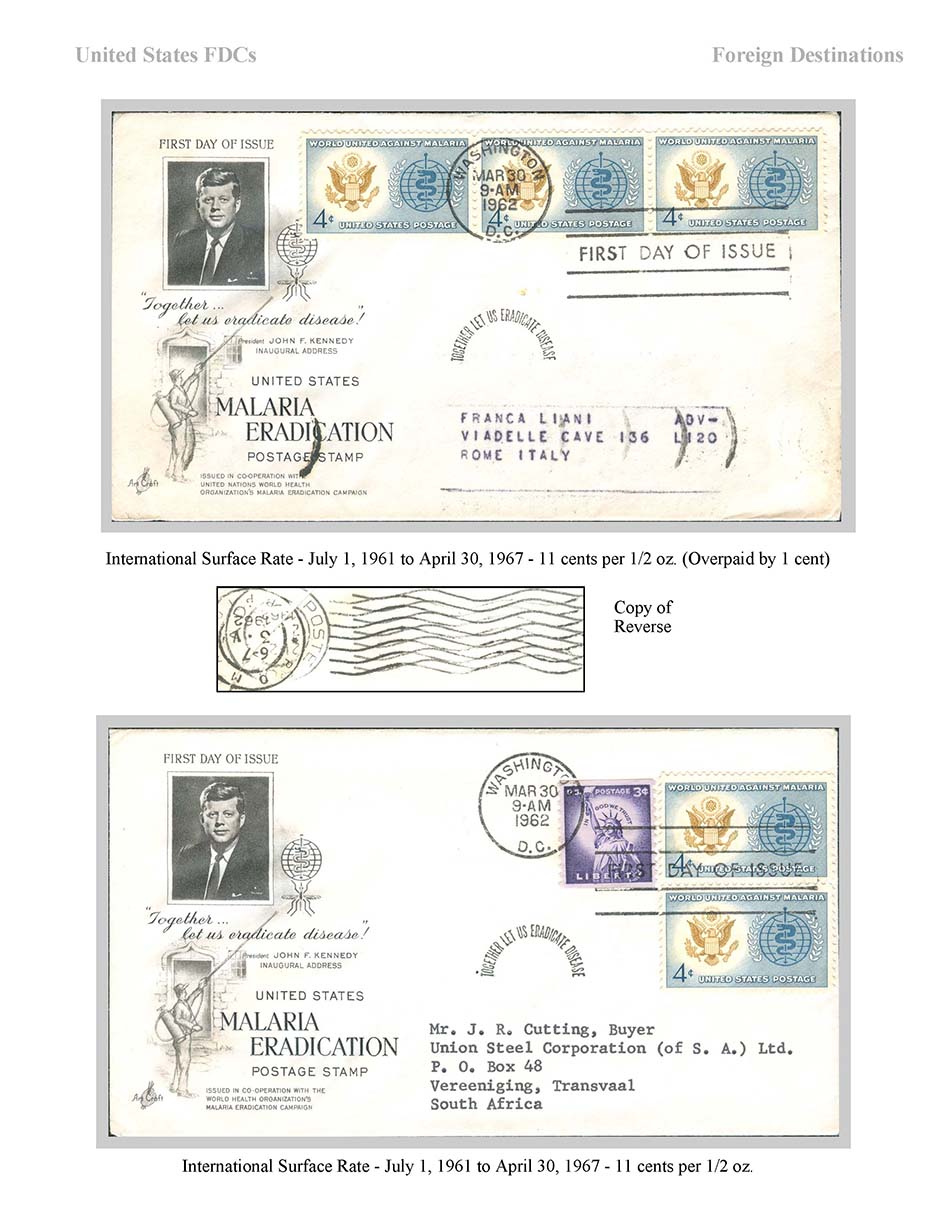 United States FDCs
Foreign Destinations
FIRST DAY OF ISSUE
WORLD UNITED AGAINST MALARIA
4¢
UNITED STATES POSTAGE
WORLD UNITED AGAINST MALARIA
4¢
UNITED STATES POSTAGE
WORLD UNITED AGAINST MALARIA
4¢
UNITED STATES POSTAGE
WASHINGTON
MAR 30
9-AM
1962
D.C.
FIRST DAY OF ISSUE
"Together ...
let us eradicate disease!"
President JOHN F. KENNEDY
INAUGURAL ADDRESS
TOGETHER LET US ERADICATE DISEASE
UNITED STATES
MALARIA
ERADICATION
POSTAGE STAMP
ISSUED IN CO-OPERATION WITH
UNITED NATIONS WORLD HEALTH
ORGANIZATION'S MALARIA ERADICATION CAMPAIGN
Art Craft
FRANCA LIANI ADV-
VIADELLE CAVE 136 L120
ROME ITALY
International Surface Rate - July 1, 1961 to April 30, 1967 - 11 cents per 1/2 oz. (Overpaid by 1 cent)
POSTE
6-7
Copy of
Reverse
FIRST DAY OF ISSUE
WASHINGTON
MAR 30
9-AM
1962
D.C.
U.S. POSTAGE 3¢
IN GOD WE TRUST
LIBERTY
WORLD UNITED AGAINST MALARIA
4¢
UNITED STATES POSTAGE
FIRST DAY OF ISSUE
WORLD UNITED AGAINST MALARIA
4¢
UNITED STATES POSTAGE
"Together ...
let us eradicate disease!"
President JOHN F. KENNEDY
INAUGURAL ADDRESS
TOGETHER LET US ERADICATE DISEASE
UNITED STATES
MALARIA
ERADICATION
POSTAGE STAMP
ISSUED IN CO-OPERATION WITH THE
WORLD HEALTH ORGANIZATION'S
MALARIA ERADICATION CAMPAIGN
Art Craft
Mr. J. R. Cutting, Buyer
Union Steel Corporation (of S. A.) Ltd.
P. O. Box 48
Vereeniging, Transvaal
South Africa
International Surface Rate - July 1, 1961 to April 30, 1967 - 11 cents per 1/2 oz.